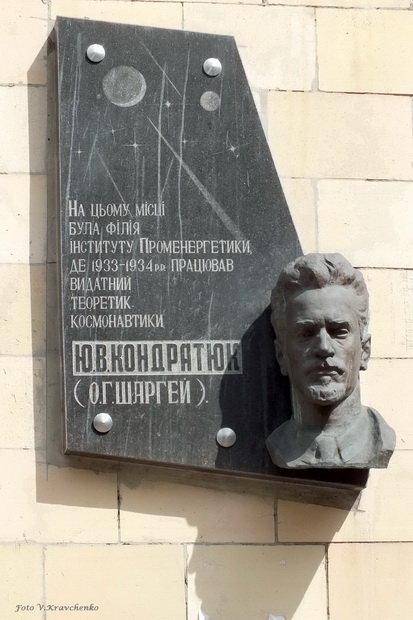 На цьому місці
була філія
інституту Променергетики,
де 1933-1934 р.р. працював
видатний
теоретик
космонавтики
Ю.В.КОНДРАТЮК
( О.Г.ШАРГЕЙ ).
Foto V.Kravchenko